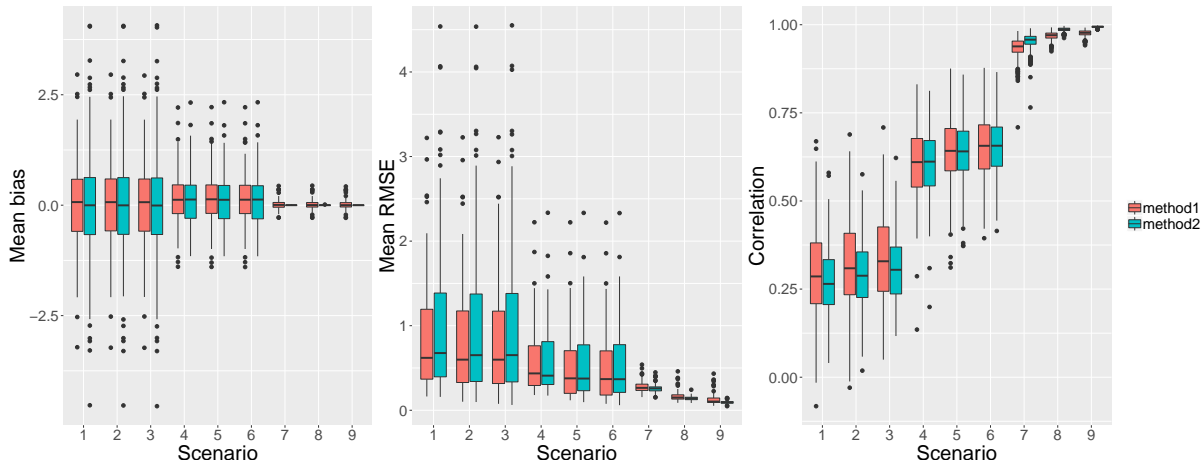 Mean bias
2.5
0.0
−2.5
1 2 3 4 5 6 7 8 9
Scenario
Mean RMSE
4
3
2
1
0
1 2 3 4 5 6 7 8 9
Scenario
Correlation
1.00
0.75
0.50
0.25
0.00
1 2 3 4 5 6 7 8 9
Scenario
method1
method2